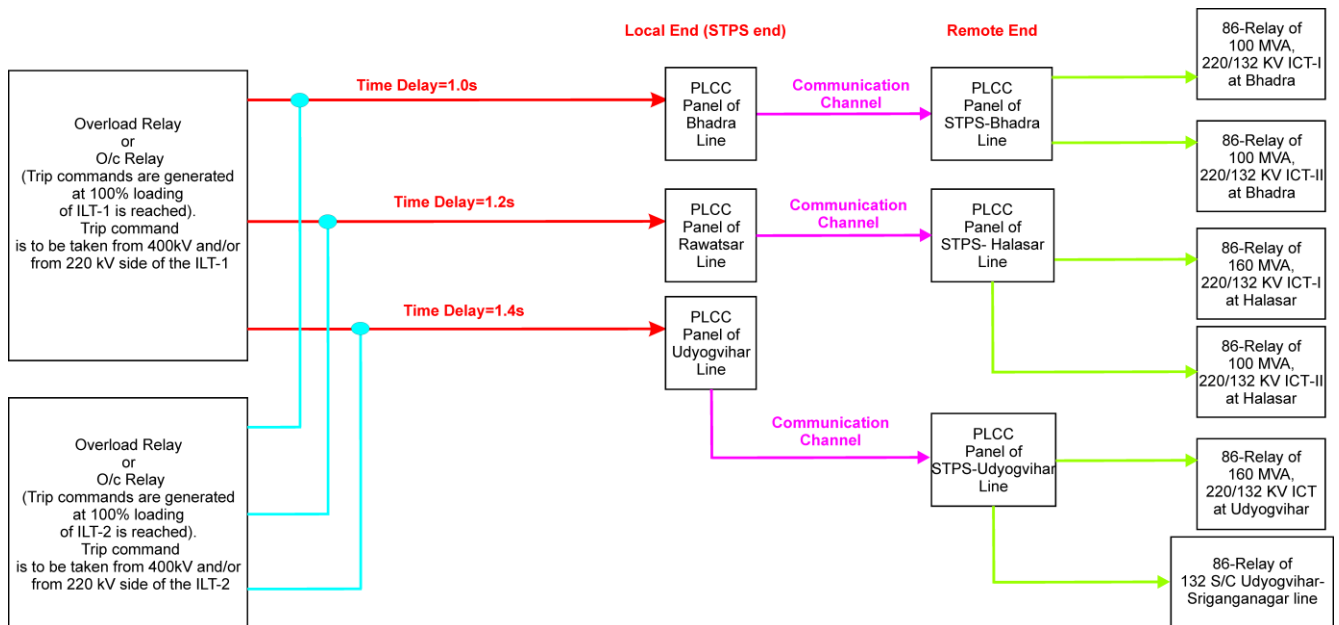 Local End (STPS end)
Remote End
Overload Relay
or
O/c Relay
(Trip commands are generated
at 100% loading
of ILT-1 is reached).
Trip command
is to be taken from 400kV and/or
from 220 kV side of the ILT-1
Time Delay=1.0s
PLCC
Panel of
Bhadra
Line
Communication
Channel
PLCC
Panel of
STPS-Bhadra
Line
86-Relay of
100 MVA,
220/132 KV ICT-I
at Bhadra
86-Relay of
100 MVA,
220/132 KV ICT-II
at Bhadra
Time Delay=1.2s
PLCC
Panel of
Rawatsar
Line
Communication
Channel
PLCC
Panel of
STPS- Halasar
Line
86-Relay of
160 MVA,
220/132 KV ICT-I
at Halasar
86-Relay of
100 MVA,
220/132 KV ICT-II
at Halasar
Time Delay=1.4s
PLCC
Panel of
Udyogvihar
Line
Communication
Channel
PLCC
Panel of
STPS-Udyogvihar
Line
86-Relay of
160 MVA,
220/132 KV ICT
at Udyogvihar
86-Relay of
132 S/C Udyogvihar-
Sriganganagar line
Overload Relay
or
O/c Relay
(Trip commands are generated
at 100% loading
of ILT-2 is reached).
Trip command
is to be taken from 400kV and/or
from 220 kV side of the ILT-2